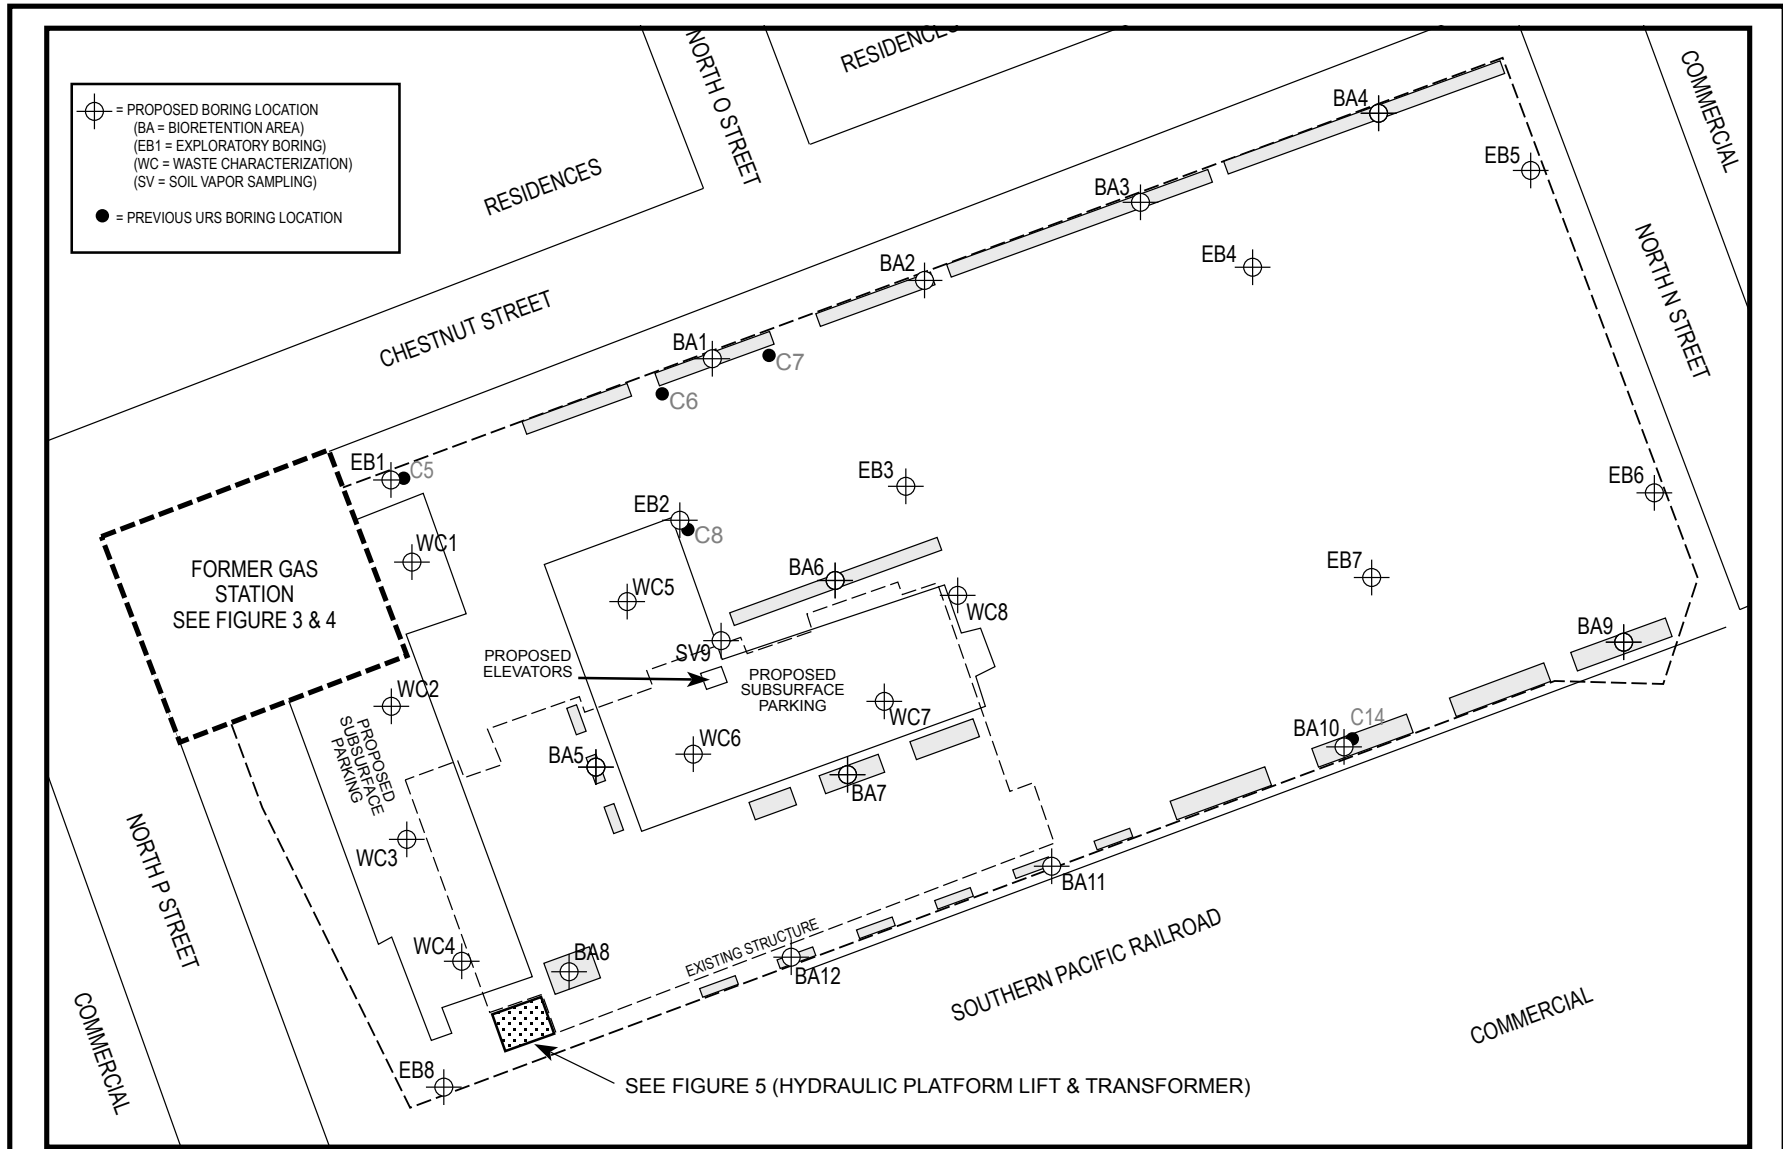 = PROPOSED BORING LOCATION
(BA = BIORETENTION AREA)
(EB1 = EXPLORATORY BORING)
(WC = WASTE CHARACTERIZATION)
(SV = SOIL VAPOR SAMPLING)
= PREVIOUS URS BORING LOCATION
RESIDENCES
NORTH O STREET
RESIDENCES
COMMERCIAL
CHESTNUT STREET
NORTH N STREET
BA4
EB5
BA3
EB4
BA2
BA1
C7
C6
EB1
C5
EB3
EB6
EB2
C8
WC1
FORMER GAS
STATION
SEE FIGURE 3 & 4
BA6
EB7
WC5
WC8
BA9
SV9
PROPOSED
ELEVATORS
PROPOSED
SUBSURFACE
PARKING
WC2
WC7
C14
BA10
PROPOSED
SUBSURFACE
PARKING
WC6
BA5
BA7
WC3
NORTH P STREET
BA11
EXISTING STRUCTURE
WC4
BA8
BA12
SOUTHERN PACIFIC RAILROAD
COMMERCIAL
COMMERCIAL
EB8
SEE FIGURE 5 (HYDRAULIC PLATFORM LIFT & TRANSFORMER)